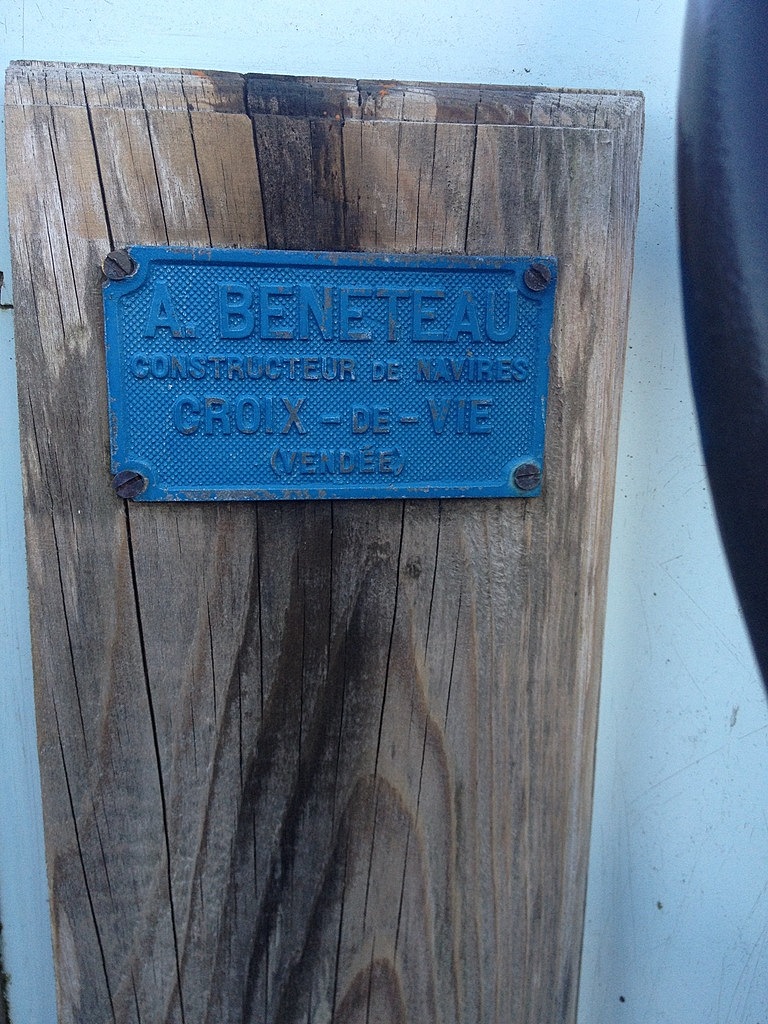 A. BENETEAU
CONSTRUCTEUR DE NAVIRES
CROIX - DE - VIE
(VENDÉE)